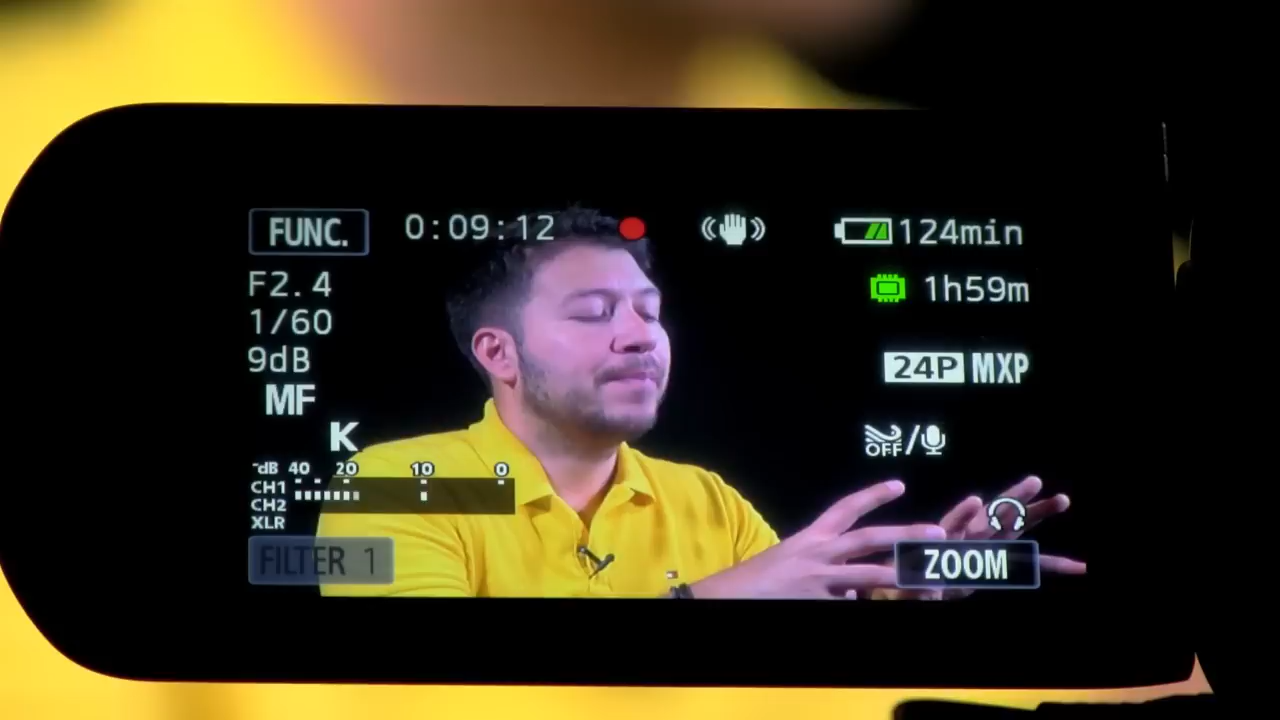 FUNC. 0:09:12 124min
F2.4 1h59m
1/60
9dB 24P MXP
MF
K OFF/
-dB 40 20 10 0
CH1
CH2
XLR
FILTER 1 ZOOM